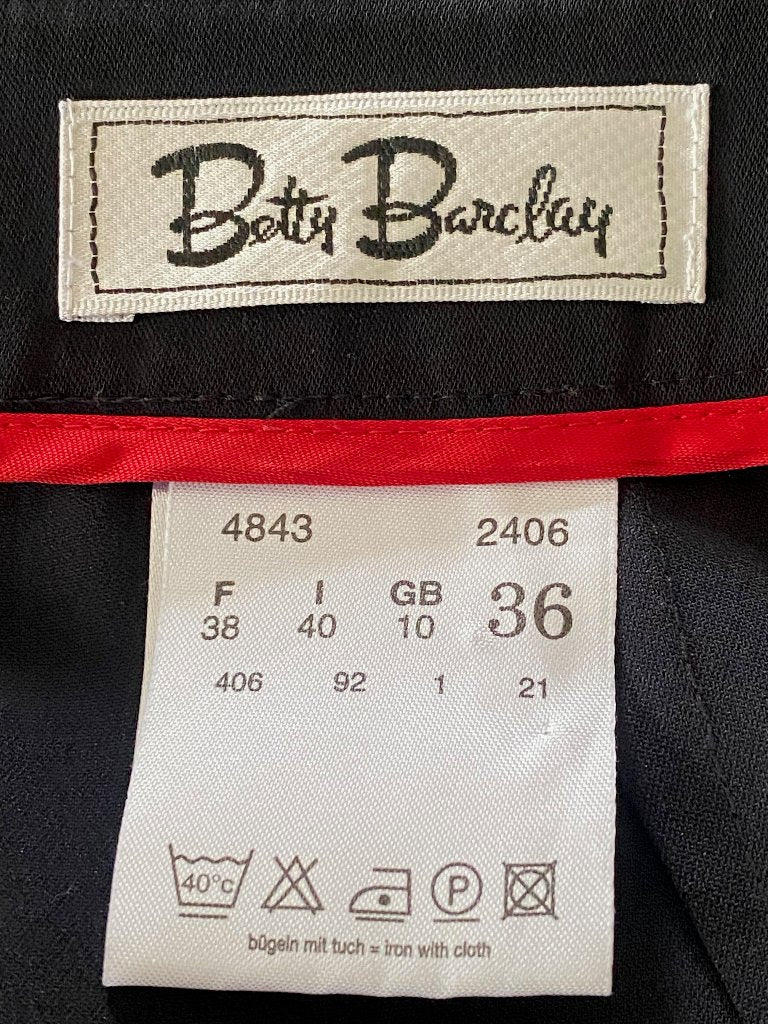 Betty Barclay
4843 2406
F I GB 36
38 40 10
406 92 1 21
40°c P
bügeln mit tuch = iron with cloth